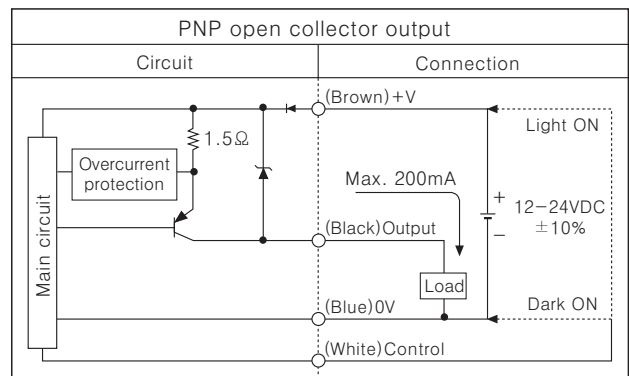 PNP open collector output
Circuit
Connection
(Brown)+V
Light ON
1.5Ω
Overcurrent
protection
Max. 200mA
+
12-24VDC
±10%
−
Main circuit
(Black)Output
Load
(Blue)0V
Dark ON
(White)Control